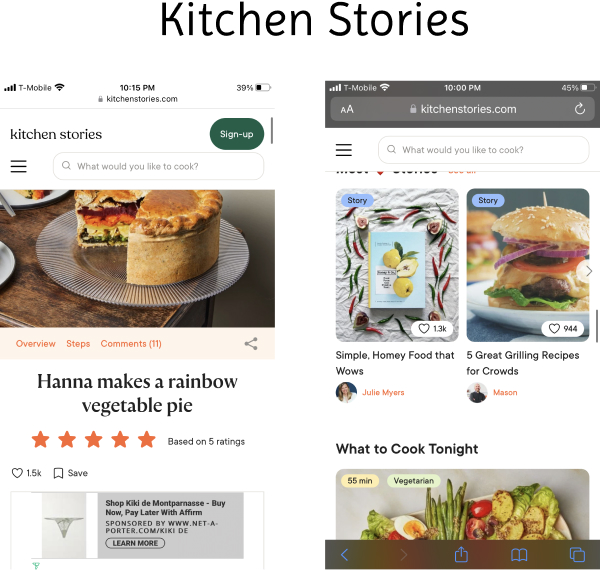 Kitchen Stories
T-Mobile
10:15 PM
39%
kitchenstories.com
kitchen stories
Sign-up
What would you like to cook?
Overview Steps Comments (11)
Hanna makes a rainbow
vegetable pie
Based on 5 ratings
1.5k Save
Shop Kiki de Montparnasse - Buy
Now, Pay Later With Affirm
SPONSORED BY WWW.NET-A-
PORTER.COM/KIKI DE
LEARN MORE
T-Mobile
10:00 PM
45%
AA
kitchenstories.com
What would you like to cook?
Story
1.3k
Simple, Homey Food that
Wows
Julie Myers
Story
944
5 Great Grilling Recipes
for Crowds
Mason
What to Cook Tonight
55 min
Vegetarian